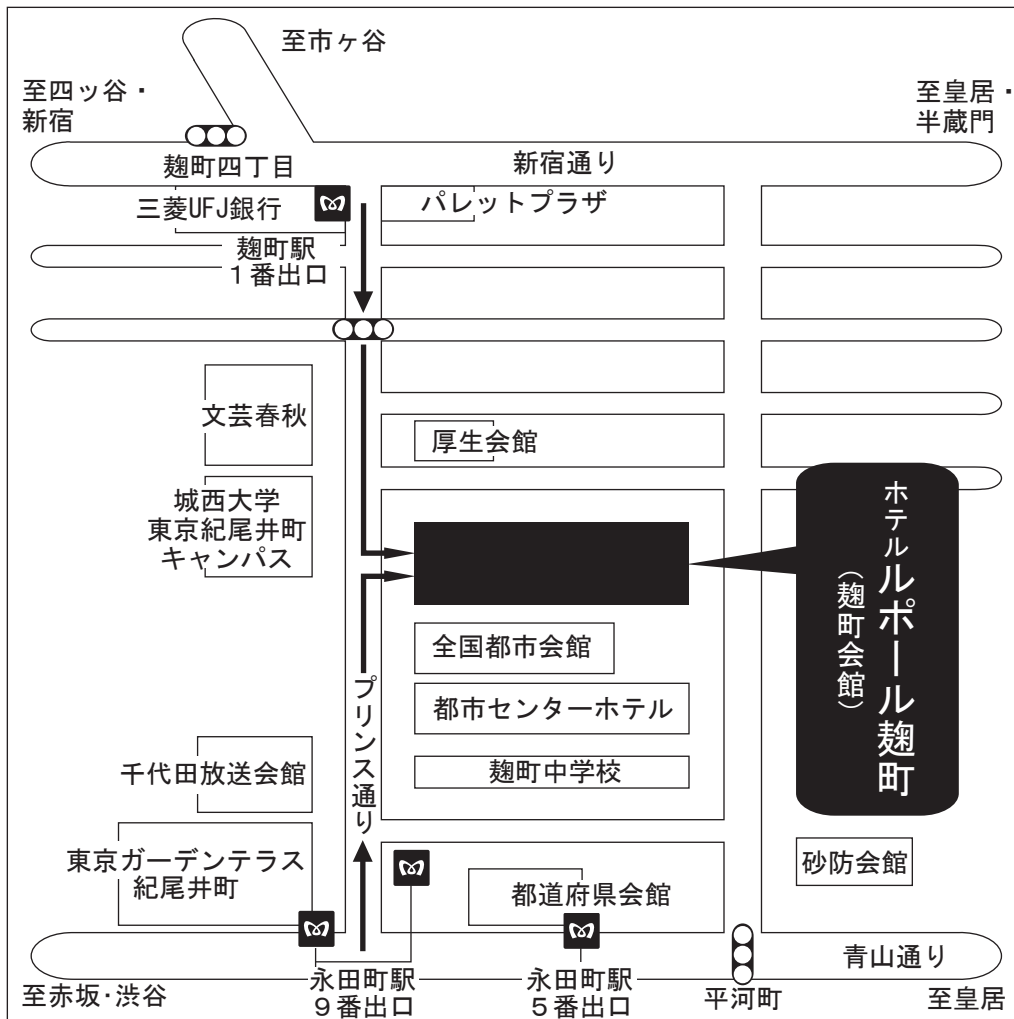 至市ヶ谷
至四ッ谷・
新宿
至皇居・
半蔵門
麹町四丁目
新宿通り
三菱UFJ銀行
パレットプラザ
麹町駅
1番出口
文芸春秋
厚生会館
城西大学
東京紀尾井町
キャンパス
ホテルルポール麹町
（麹町会館）
全国都市会館
プリンス通り
都市センターホテル
千代田放送会館
麹町中学校
東京ガーデンテラス
紀尾井町
都道府県会館
砂防会館
青山通り
至赤坂・渋谷
永田町駅
9番出口
永田町駅
5番出口
平河町
至皇居